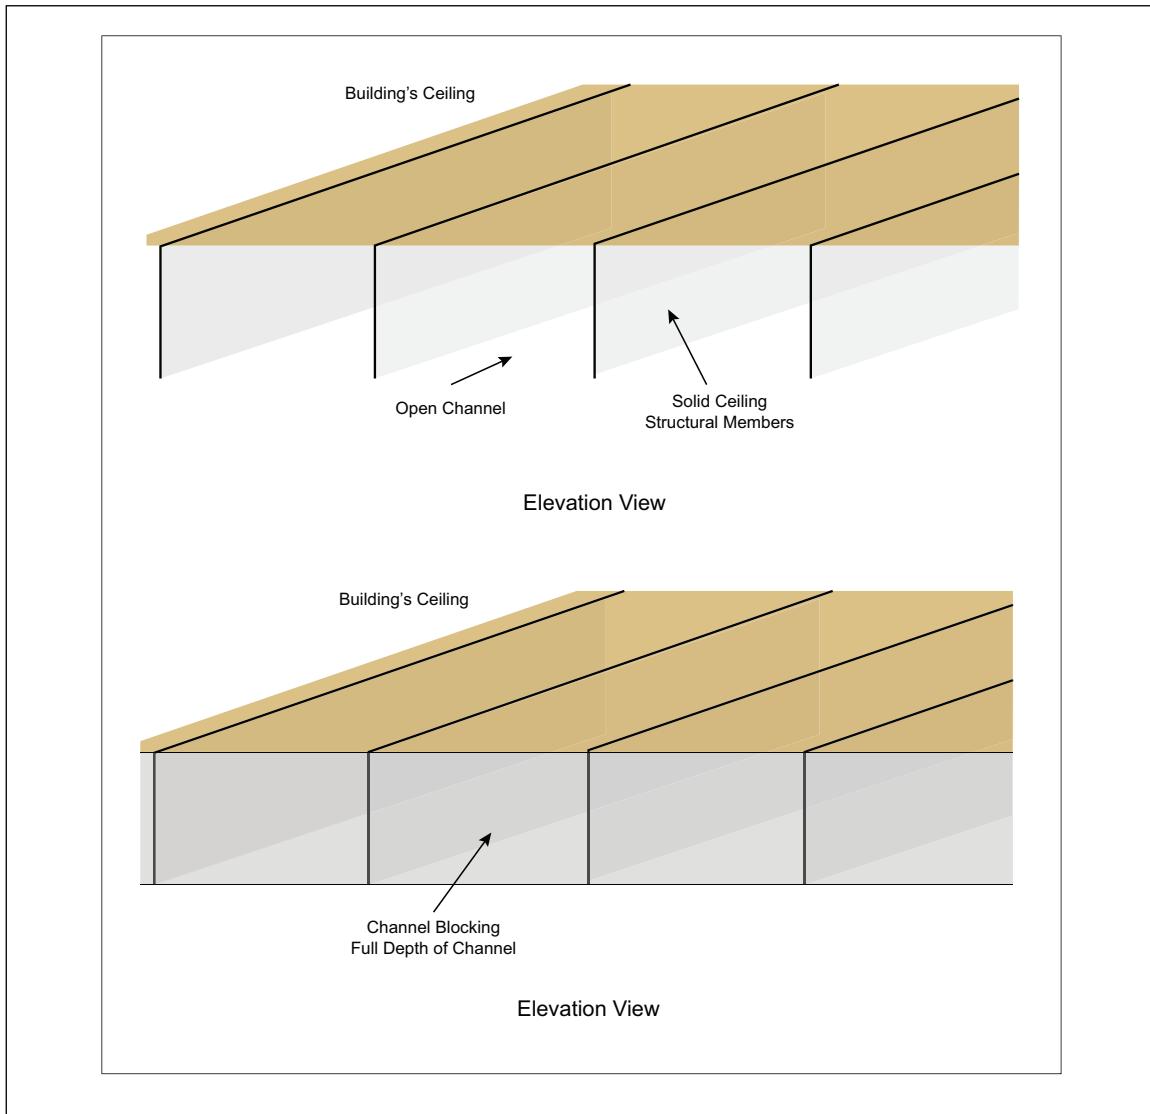 Building’s Ceiling
Open Channel
Solid Ceiling
Structural Members
Elevation View
Building’s Ceiling
Channel Blocking
Full Depth of Channel
Elevation View